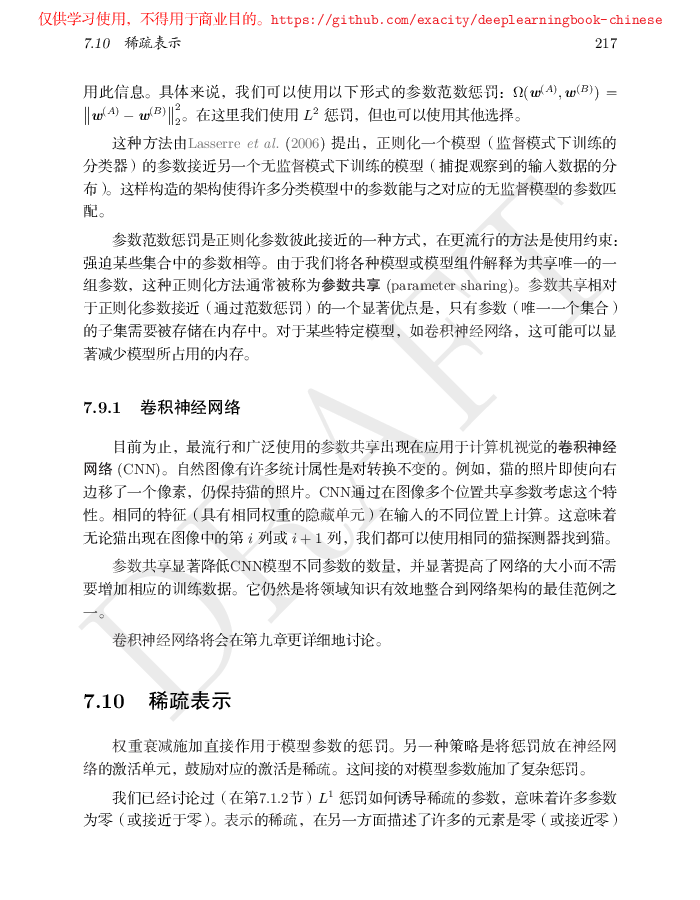 仅供学习使用，不得用于商业目的。https://github.com/exacity/deeplearningbook-chinese
7.10 稀疏表示 217
用此信息。具体来说，我们可以使用以下形式的参数范数惩罚：Ω(w(A), w(B)) =
‖w(A) − w(B)‖²₂。在这里我们使用 L² 惩罚，但也可以使用其他选择。
这种方法由Lasserre et al. (2006) 提出，正则化一个模型（监督模式下训练的
分类器）的参数接近另一个无监督模式下训练的模型（捕捉观察到的输入数据的分
布）。这样构造的架构使得许多分类模型中的参数能与之对应的无监督模型的参数匹
配。
参数范数惩罚是正则化参数彼此接近的一种方式，在更流行的方法是使用约束：
强迫某些集合中的参数相等。由于我们将各种模型或模型组件解释为共享唯一的一
组参数，这种正则化方法通常被称为参数共享 (parameter sharing)。参数共享相对
于正则化参数接近（通过范数惩罚）的一个显著优点是，只有参数（唯一一个集合）
的子集需要被存储在内存中。对于某些特定模型，如卷积神经网络，这可能可以显
著减少模型所占用的内存。
7.9.1 卷积神经网络
目前为止，最流行和广泛使用的参数共享出现在应用于计算机视觉的卷积神经
网络 (CNN)。自然图像有许多统计属性是对转换不变的。例如，猫的照片即使向右
边移了一个像素，仍保持猫的照片。CNN通过在图像多个位置共享参数考虑这个特
性。相同的特征（具有相同权重的隐藏单元）在输入的不同位置上计算。这意味着
无论猫出现在图像中的第 i 列或 i + 1 列，我们都可以使用相同的猫探测器找到猫。
参数共享显著降低CNN模型不同参数的数量，并显著提高了网络的大小而不需
要增加相应的训练数据。它仍然是将领域知识有效地整合到网络架构的最佳范例之
一。
卷积神经网络将会在第九章更详细地讨论。
7.10 稀疏表示
权重衰减施加直接作用于模型参数的惩罚。另一种策略是将惩罚放在神经网
络的激活单元，鼓励对应的激活是稀疏。这间接的对模型参数施加了复杂惩罚。
我们已经讨论过（在第7.1.2节）L¹ 惩罚如何诱导稀疏的参数，意味着许多参数
为零（或接近于零）。表示的稀疏，在另一方面描述了许多的元素是零（或接近零）
DRAFT